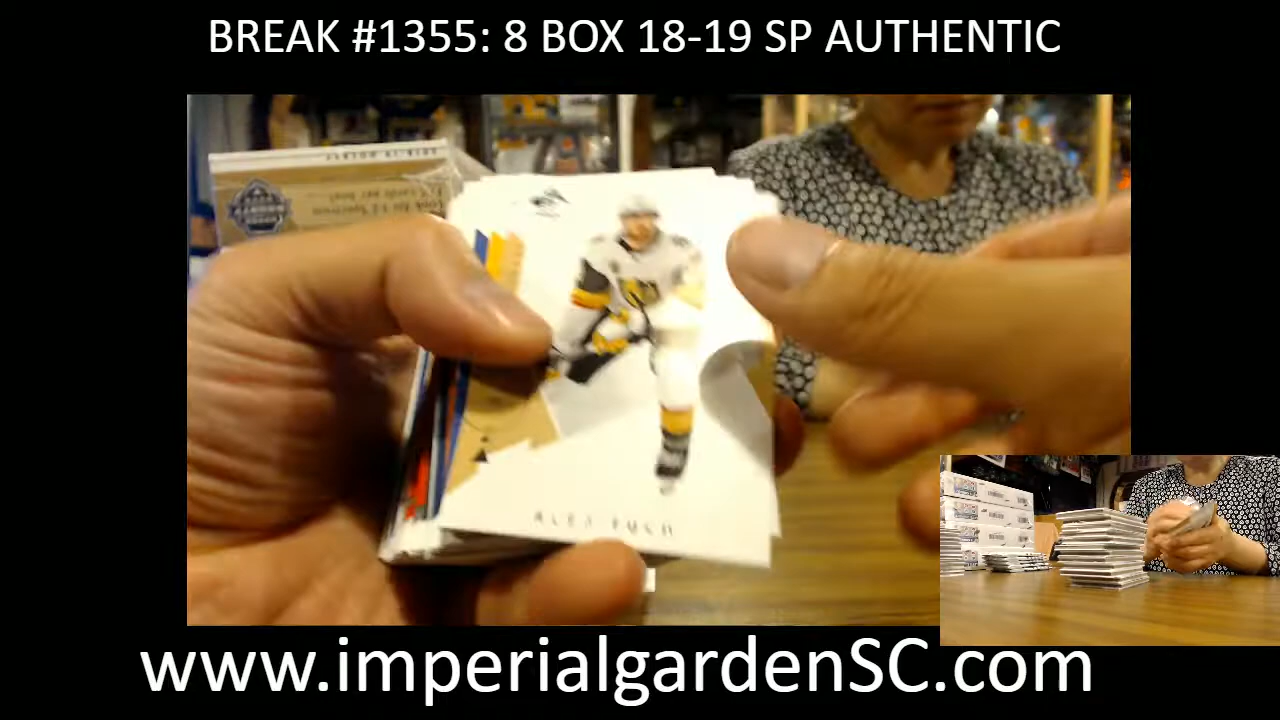 BREAK #1355: 8 BOX 18-19 SP AUTHENTIC
ALEX TUCH
www.imperialgardenSC.com